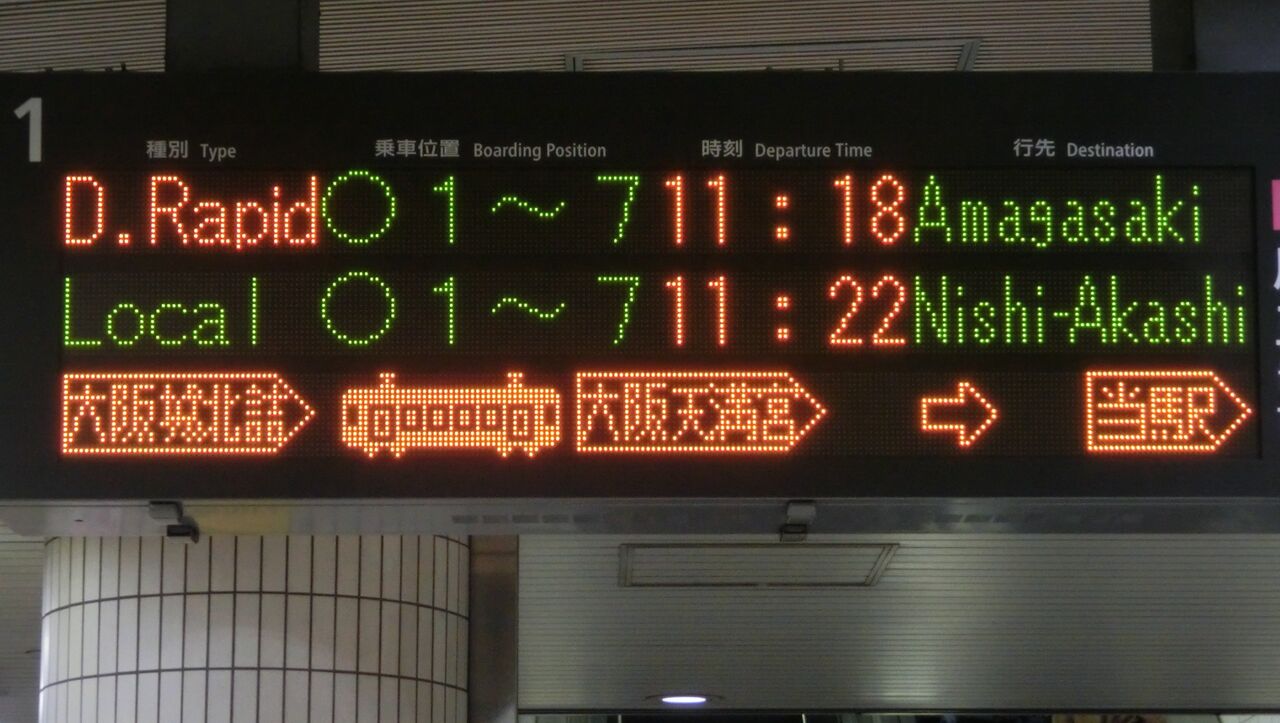 1
種別 Type 乗車位置 Boarding Position 時刻 Departure Time 行先 Destination
D.Rapid ○ 1～7 11:18 Amagasaki
Local ○ 1～7 11:22 Nishi-Akashi
大阪城北詰 大阪天満宮 ⇨ 当駅